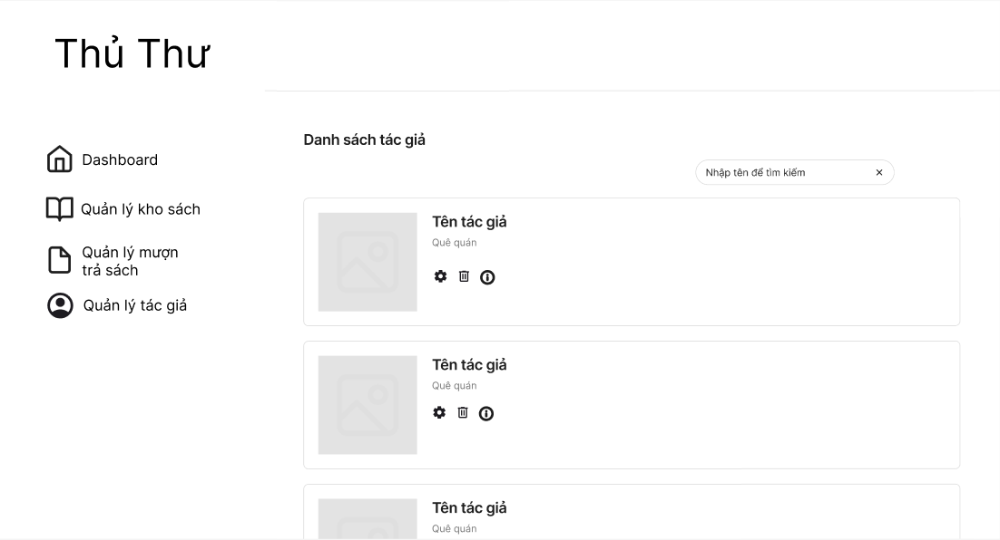 Thủ Thư
Dashboard
Quản lý kho sách
Quản lý mượn
trả sách
Quản lý tác giả
Danh sách tác giả
Nhập tên để tìm kiếm
Tên tác giả
Quê quán
Tên tác giả
Quê quán
Tên tác giả
Quê quán